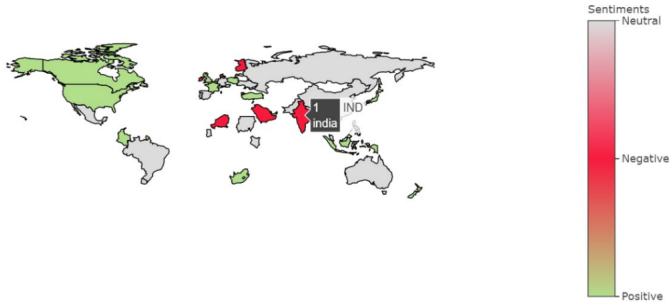 Sentiments
Neutral
1 IND
india
Negative
Positive